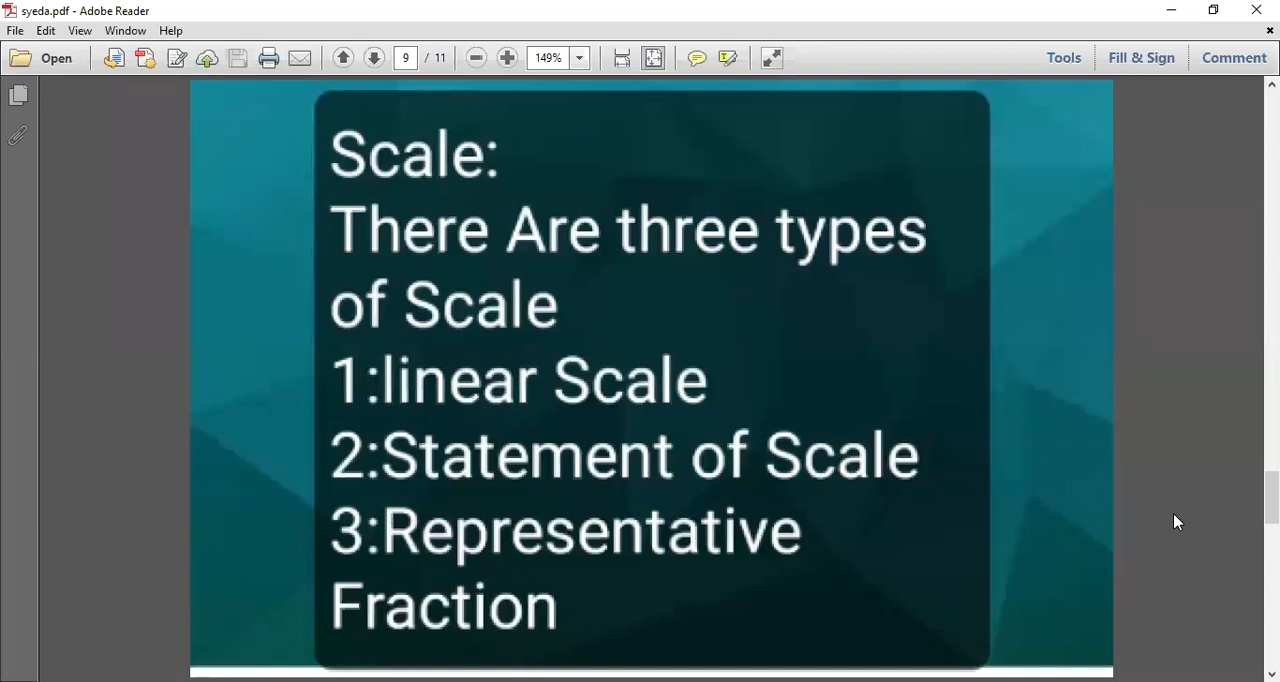 syeda.pdf - Adobe Reader
File Edit View Window Help
Open 9 / 11 149% Tools Fill & Sign Comment
Scale:
There Are three types
of Scale
1:linear Scale
2:Statement of Scale
3:Representative
Fraction